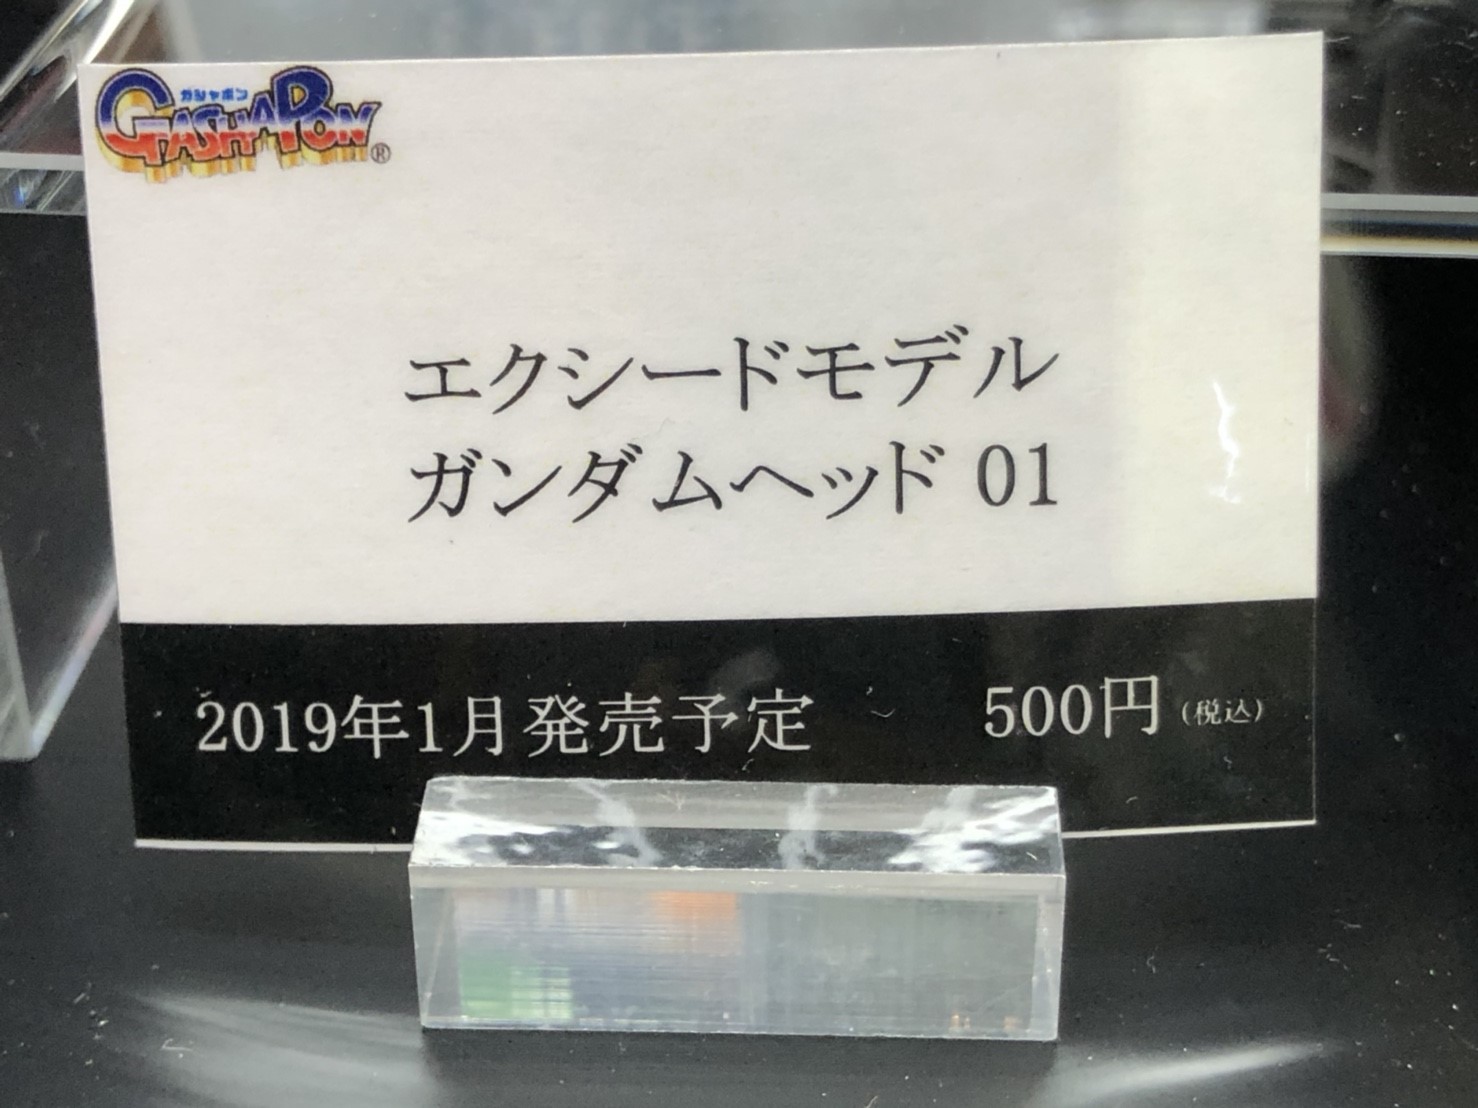 ガシャポン
GASHAPON®
エクシードモデル
ガンダムヘッド 01
2019年1月発売予定 500円(税込)